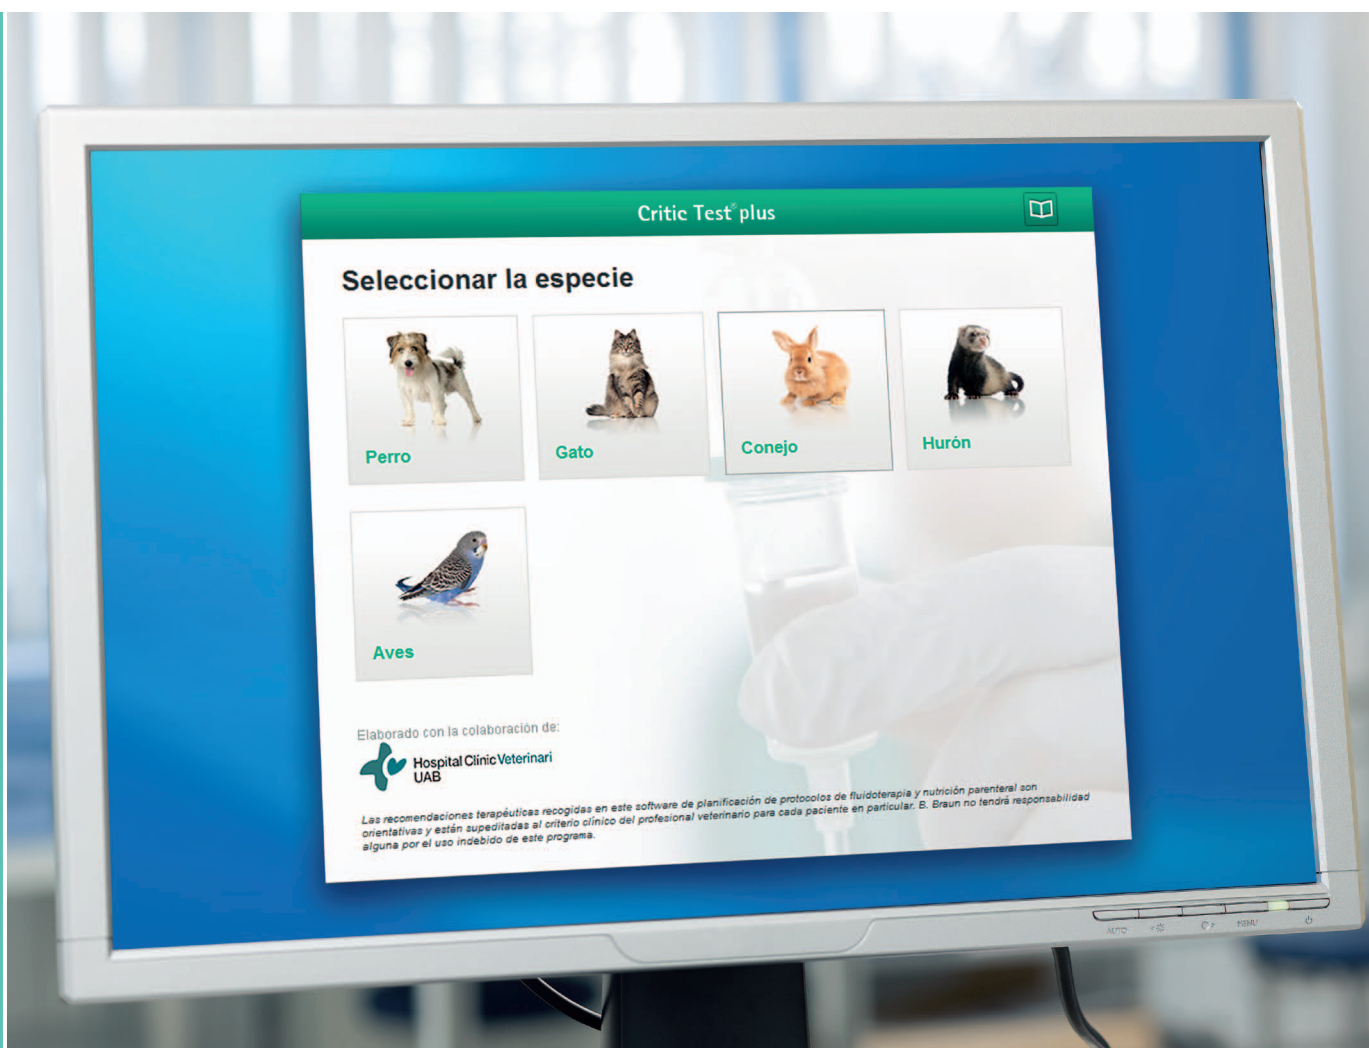 Critic Test® plus
Seleccionar la especie
Perro
Gato
Conejo
Hurón
Aves
Elaborado con la colaboración de:
Hospital Clínic Veterinari
UAB
Las recomendaciones terapéuticas recogidas en este software de planificación de protocolos de fluidoterapia y nutrición parenteral son
orientativas y están supeditadas al criterio clínico del profesional veterinario para cada paciente en particular. B. Braun no tendrá responsabilidad
alguna por el uso indebido de este programa.
AUTO
MENU